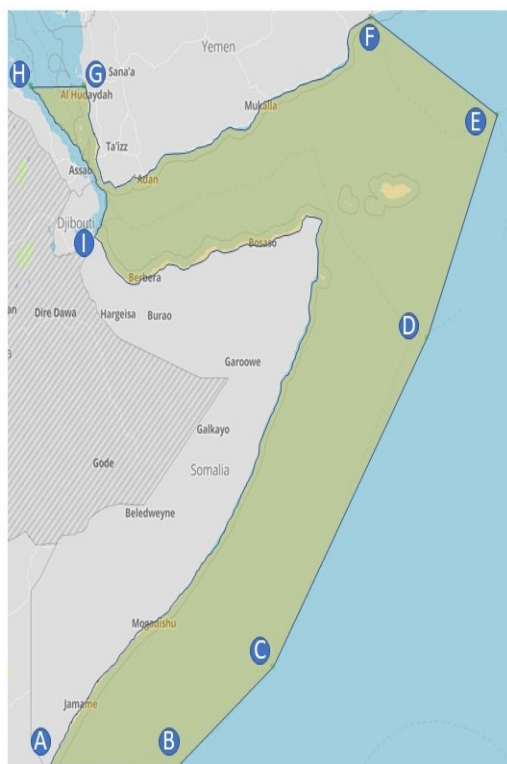 Yemen
F
H
G
Sana'a
Al Hudaydah
Mukalla
E
Ta'izz
Assab
Adan
Djibouti
I
Bosaso
Berbera
an
Dire Dawa
Hargeisa
Burao
D
a
Garoowe
Galkayo
Gode
Somalia
Beledweyne
Mogadishu
C
Jamame
A
B